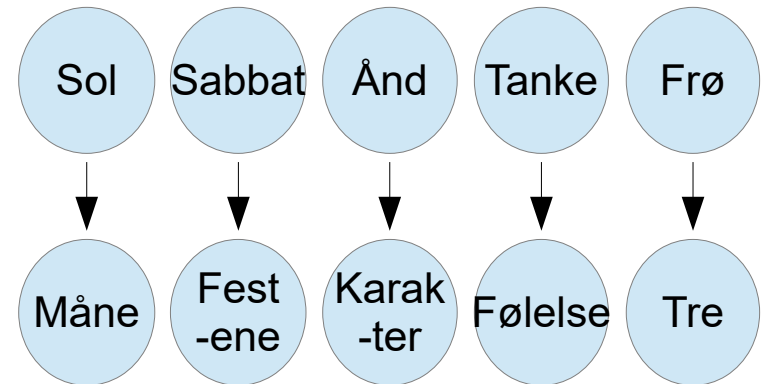 Sol
Sabbat
Ånd
Tanke
Frø
Måne
Fest
-ene
Karak
-ter
Følelse
Tre